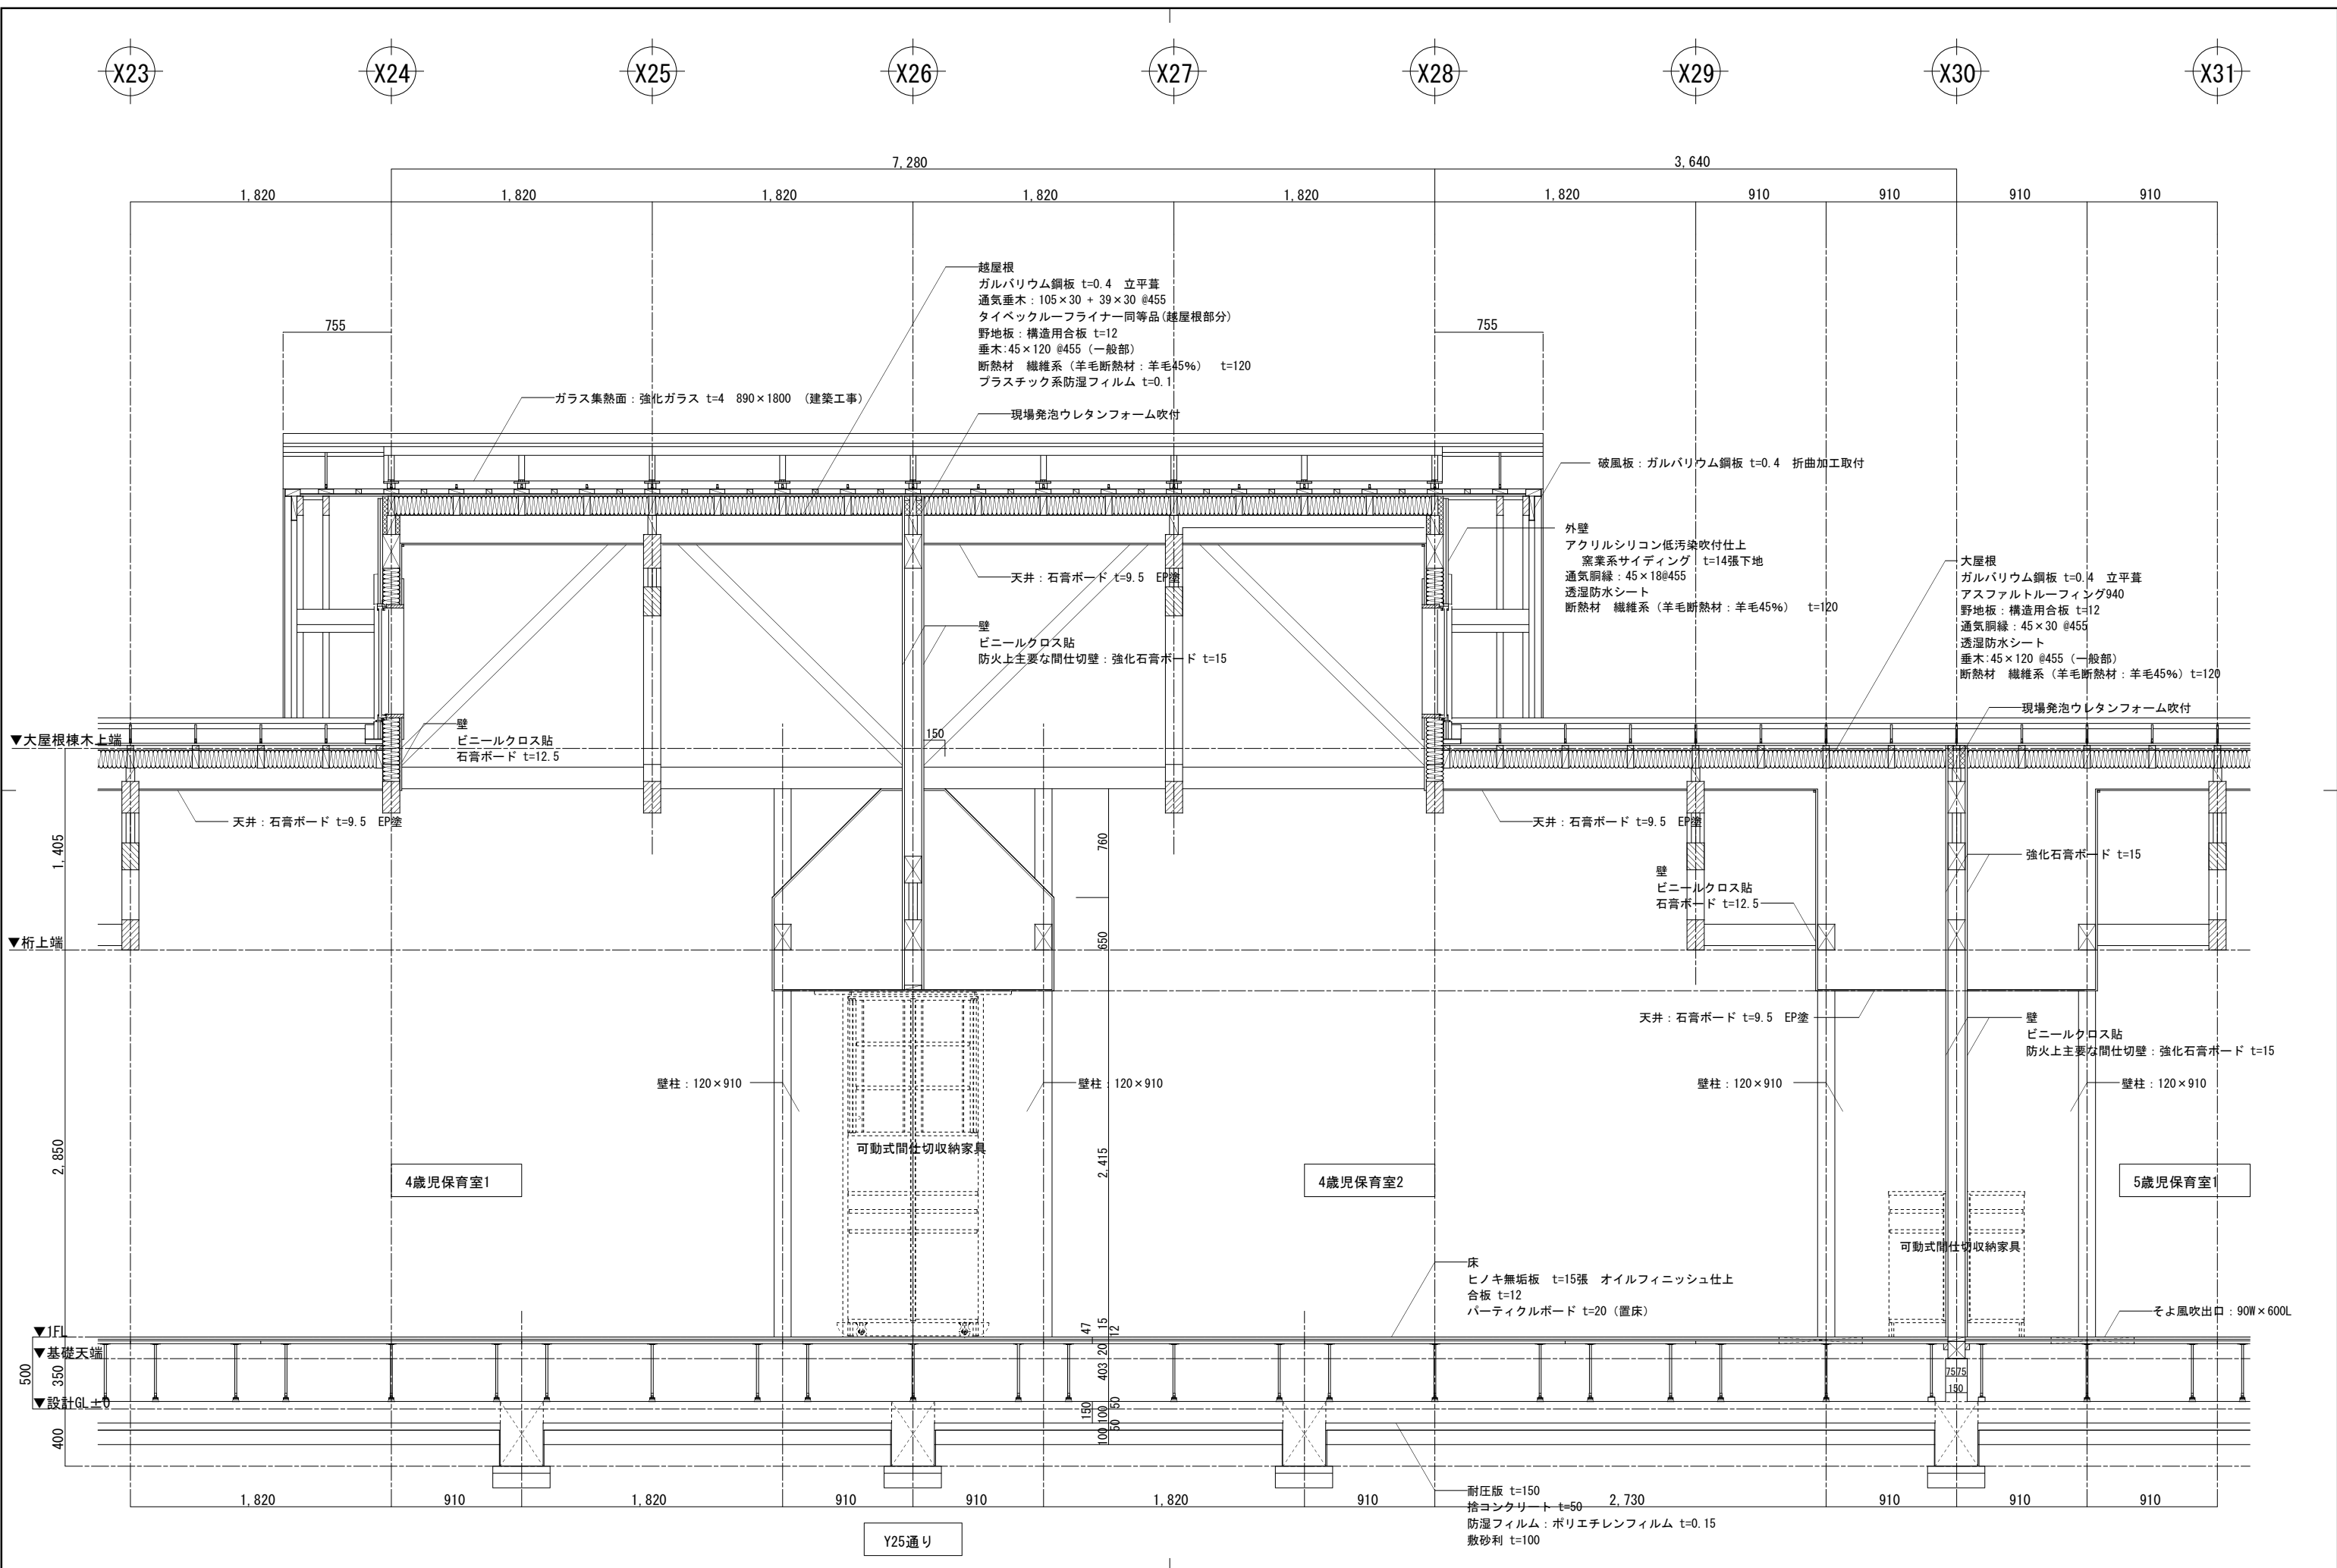 X23
X24
X25
X26
X27
X28
X29
X30
X31
7,280
3,640
1,820
1,820
1,820
1,820
1,820
1,820
910
910
910
910
755
755
越屋根
ガルバリウム鋼板 t=0.4 立平葺
通気垂木：105×30 + 39×30 @455
タイベックルーフライナー同等品(越屋根部分)
野地板：構造用合板 t=12
垂木:45×120 @455（一般部）
断熱材 繊維系（羊毛断熱材：羊毛45%） t=120
プラスチック系防湿フィルム t=0.1
ガラス集熱面：強化ガラス t=4 890×1800 （建築工事）
現場発泡ウレタンフォーム吹付
破風板：ガルバリウム鋼板 t=0.4 折曲加工取付
外壁
アクリルシリコン低汚染吹付仕上
窯業系サイディング t=14張下地
通気胴縁：45×18@455
透湿防水シート
断熱材 繊維系（羊毛断熱材：羊毛45%） t=120
大屋根
ガルバリウム鋼板 t=0.4 立平葺
アスファルトルーフィング940
野地板：構造用合板 t=12
通気胴縁：45×30 @455
透湿防水シート
垂木:45×120 @455（一般部）
断熱材 繊維系（羊毛断熱材：羊毛45%）t=120
現場発泡ウレタンフォーム吹付
天井：石膏ボード t=9.5 EP塗
壁
ビニールクロス貼
防火上主要な間仕切壁：強化石膏ボード t=15
壁
ビニールクロス貼
石膏ボード t=12.5
150
▼大屋根棟木上端
天井：石膏ボード t=9.5 EP塗
天井：石膏ボード t=9.5 EP塗
1,405
760
強化石膏ボード t=15
壁
ビニールクロス貼
石膏ボード t=12.5
▼桁上端
650
天井：石膏ボード t=9.5 EP塗
壁
ビニールクロス貼
防火上主要な間仕切壁：強化石膏ボード t=15
壁柱：120×910
壁柱：120×910
壁柱：120×910
壁柱：120×910
可動式間仕切収納家具
2,850
2,415
4歳児保育室1
4歳児保育室2
5歳児保育室1
可動式間仕切収納家具
床
ヒノキ無垢板 t=15張 オイルフィニッシュ仕上
合板 t=12
パーティクルボード t=20（置床）
そよ風吹出口：90W×600L
▼1FL
▼基礎天端
▼設計GL±0
500
350
400
47
15
12
20
403
150
50
100
50
100
75
75
150
1,820
910
1,820
910
910
1,820
910
2,730
910
910
910
耐圧版 t=150
捨コンクリート t=50
防湿フィルム：ポリエチレンフィルム t=0.15
敷砂利 t=100
Y25通り